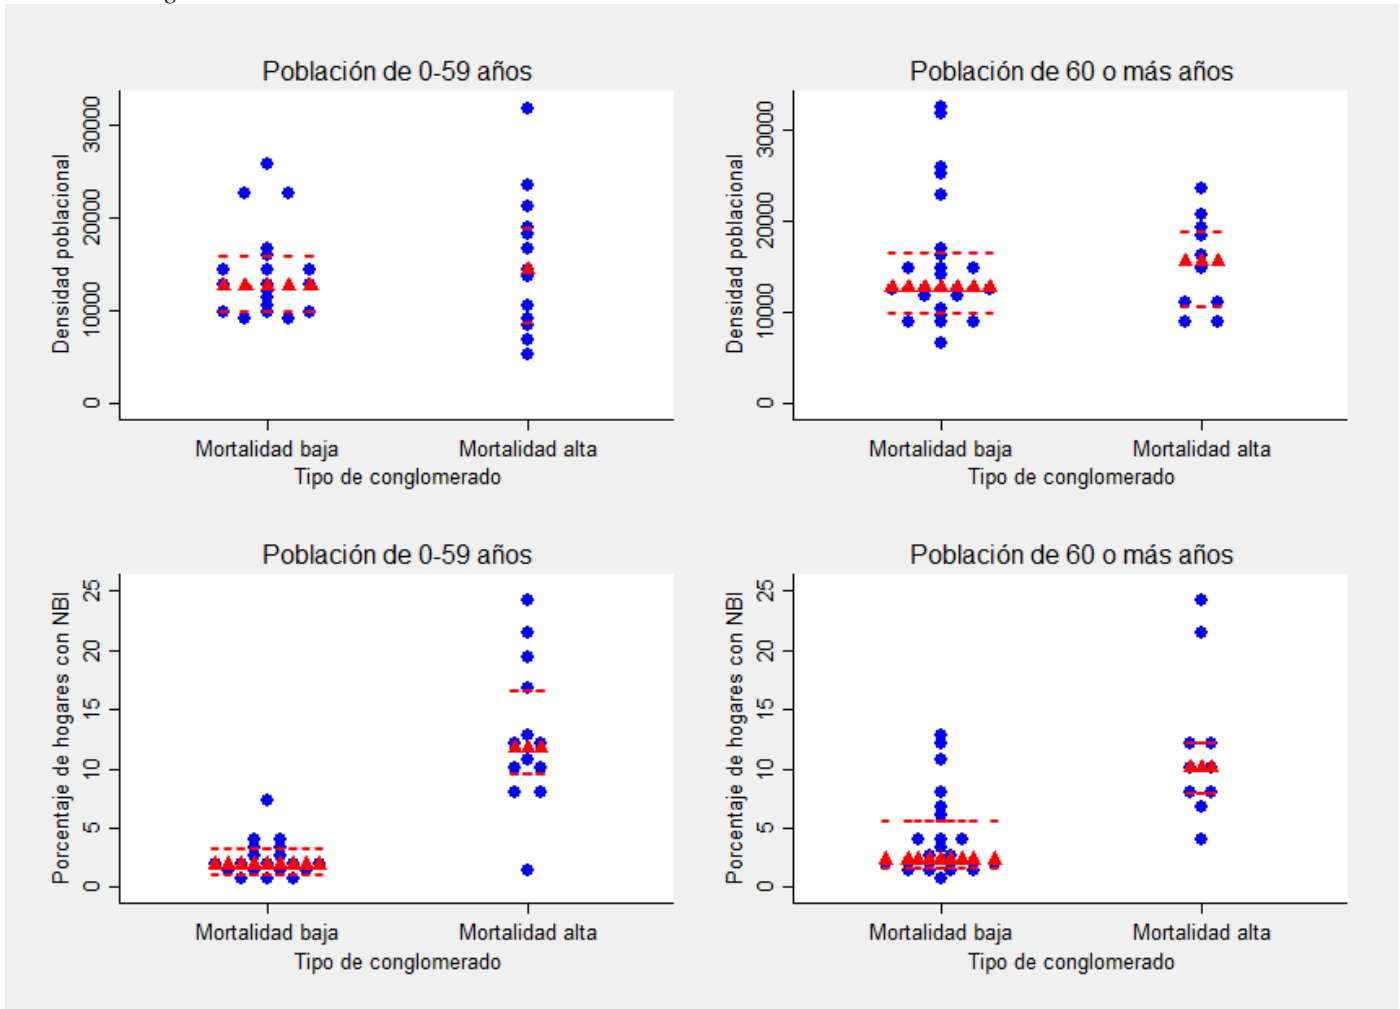 Población de 0-59 años
Densidad poblacional
30000
20000
10000
0
Mortalidad baja
Mortalidad alta
Tipo de conglomerado
Población de 60 o más años
Densidad poblacional
30000
20000
10000
0
Mortalidad baja
Mortalidad alta
Tipo de conglomerado
Población de 0-59 años
Porcentaje de hogares con NBI
25
20
15
10
5
0
Mortalidad baja
Mortalidad alta
Tipo de conglomerado
Población de 60 o más años
Porcentaje de hogares con NBI
25
20
15
10
5
0
Mortalidad baja
Mortalidad alta
Tipo de conglomerado